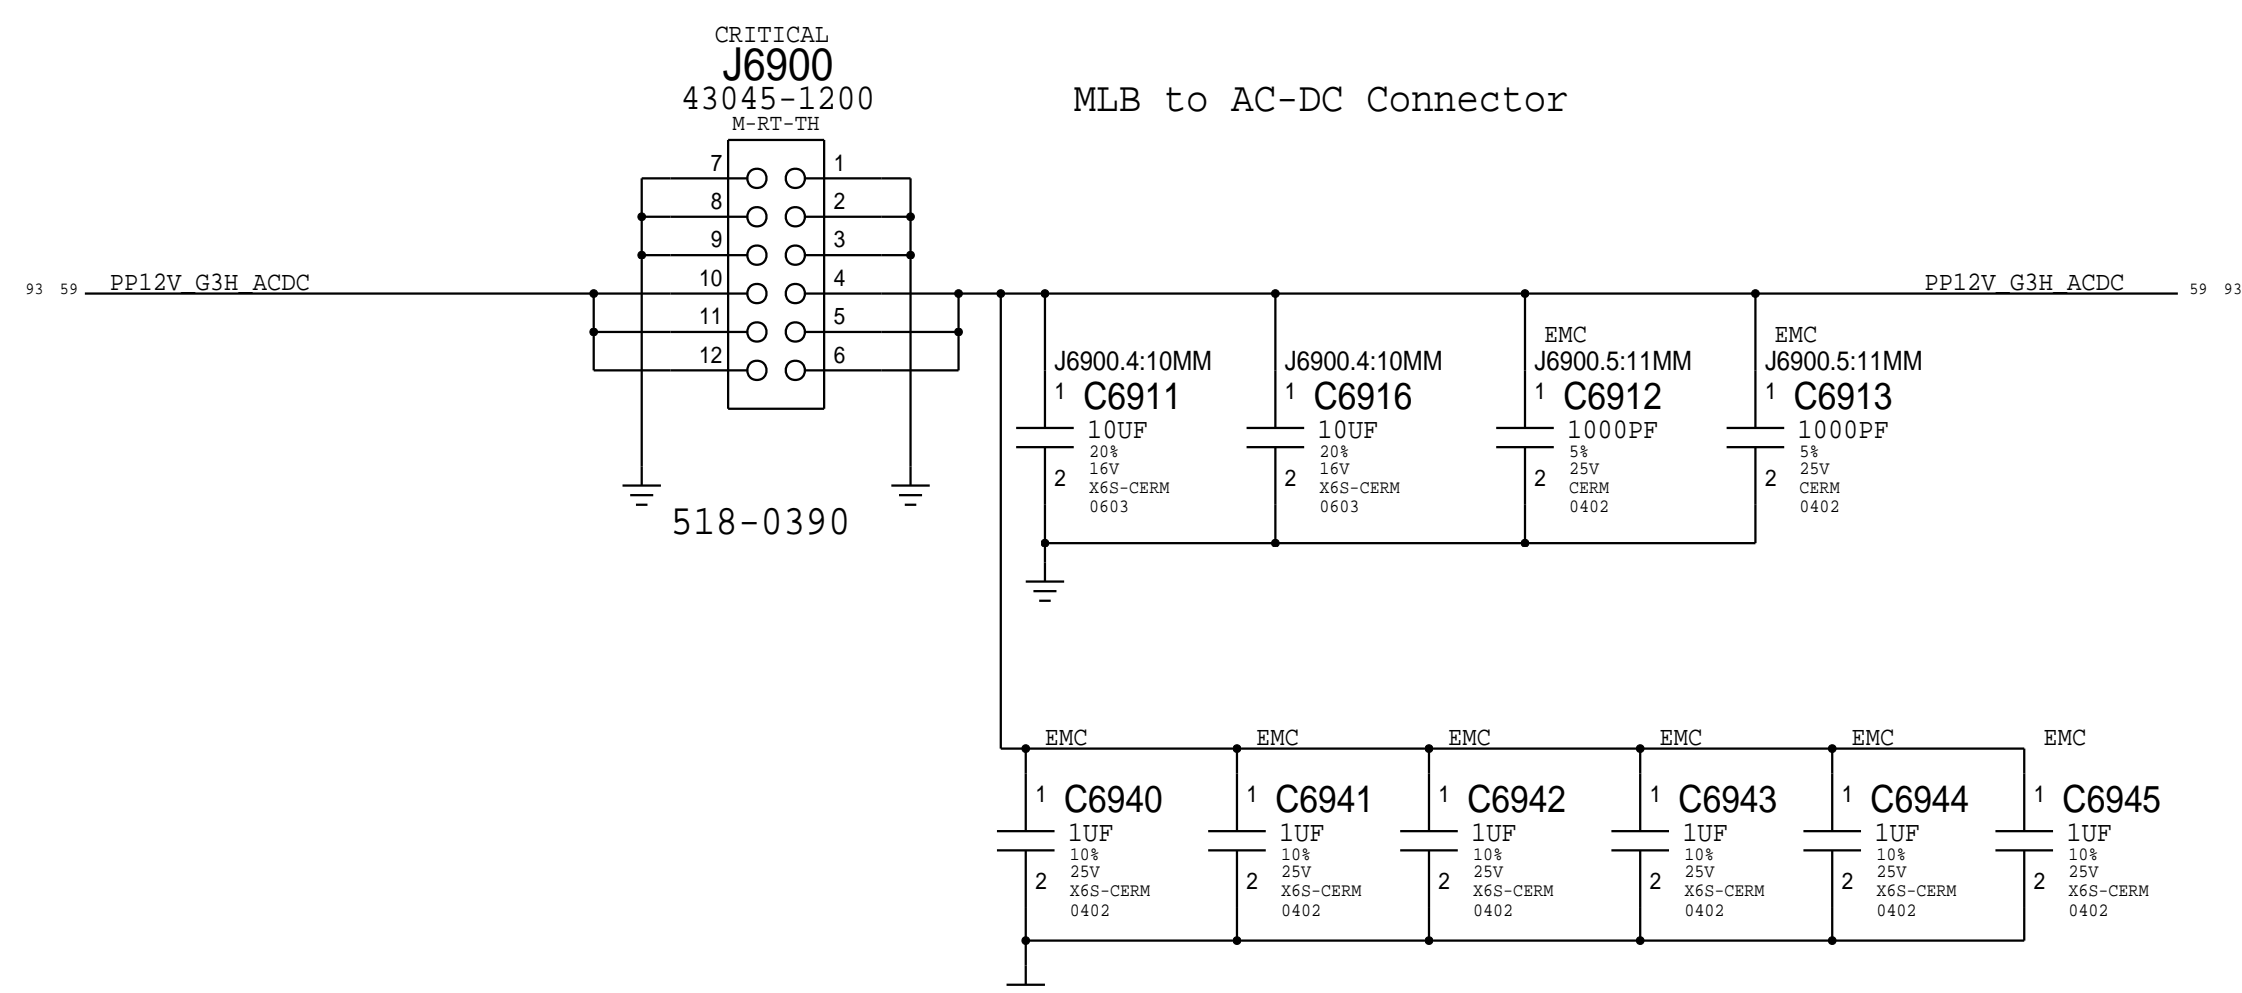 CRITICAL
J6900
43045-1200
M-RT-TH
MLB to AC-DC Connector
7 1
8 2
9 3
10 4
11 5
12 6
93 59 PP12V_G3H_ACDC
PP12V_G3H_ACDC 59 93
518-0390
J6900.4:10MM
1 C6911
10UF
20%
16V
2 X6S-CERM
0603
J6900.4:10MM
1 C6916
10UF
20%
16V
2 X6S-CERM
0603
EMC
J6900.5:11MM
1 C6912
1000PF
5%
25V
2 CERM
0402
EMC
J6900.5:11MM
1 C6913
1000PF
5%
25V
2 CERM
0402
EMC
1 C6940
1UF
10%
25V
2 X6S-CERM
0402
EMC
1 C6941
1UF
10%
25V
2 X6S-CERM
0402
EMC
1 C6942
1UF
10%
25V
2 X6S-CERM
0402
EMC
1 C6943
1UF
10%
25V
2 X6S-CERM
0402
EMC
1 C6944
1UF
10%
25V
2 X6S-CERM
0402
EMC
1 C6945
1UF
10%
25V
2 X6S-CERM
0402